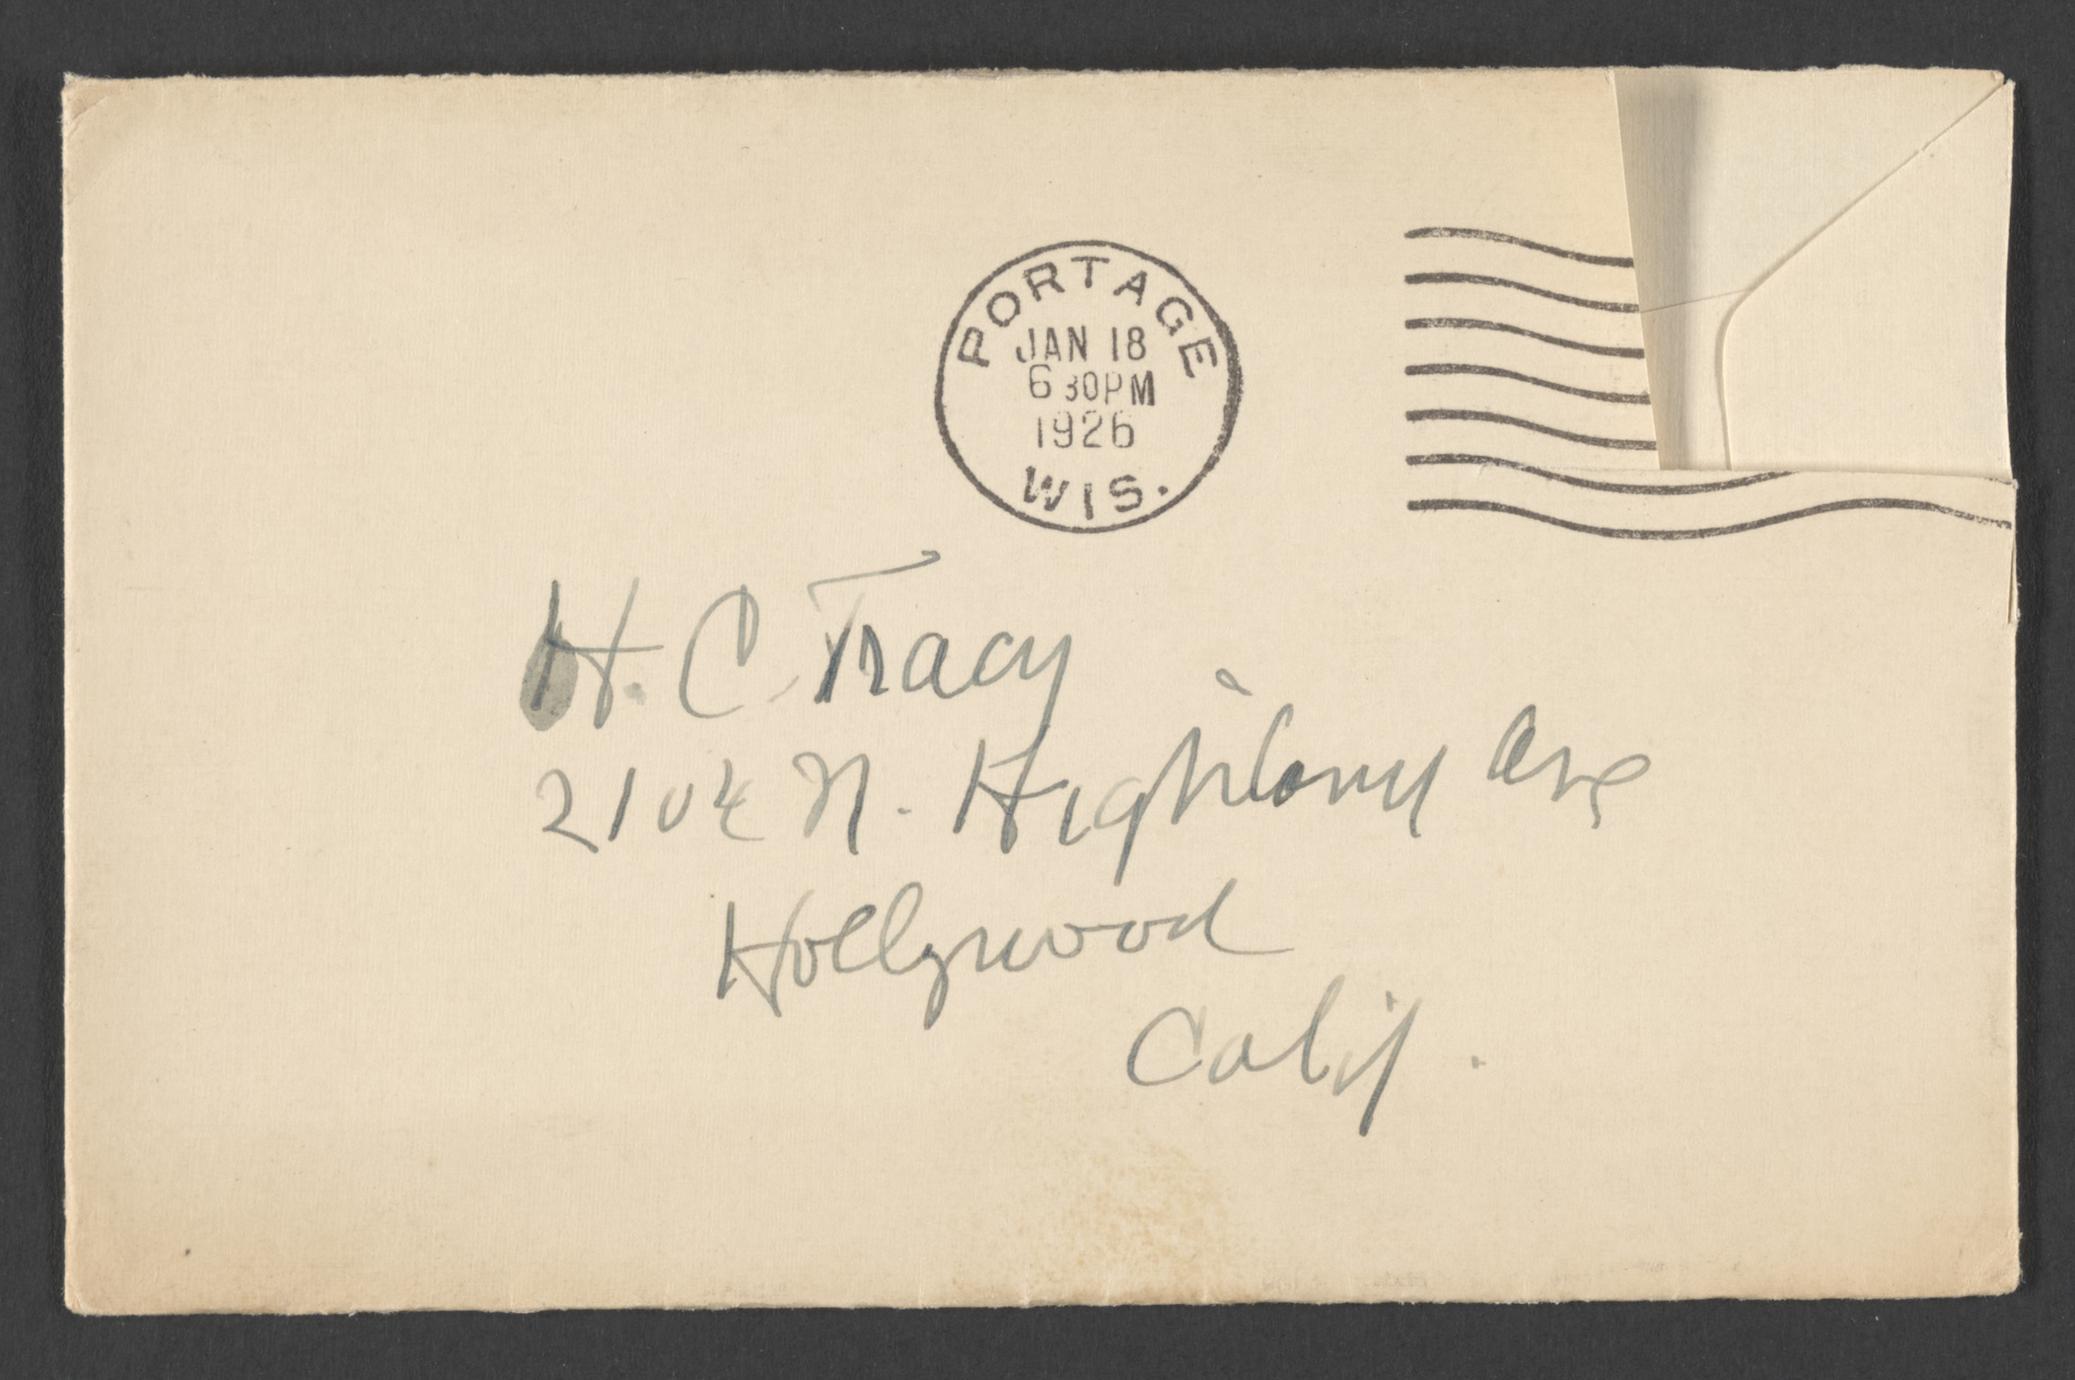 PORTAGE
JAN 18
6 30PM
1926
WIS.
H. C. Tracy
2104 N. Highland Ave
Hollywood
Calif.